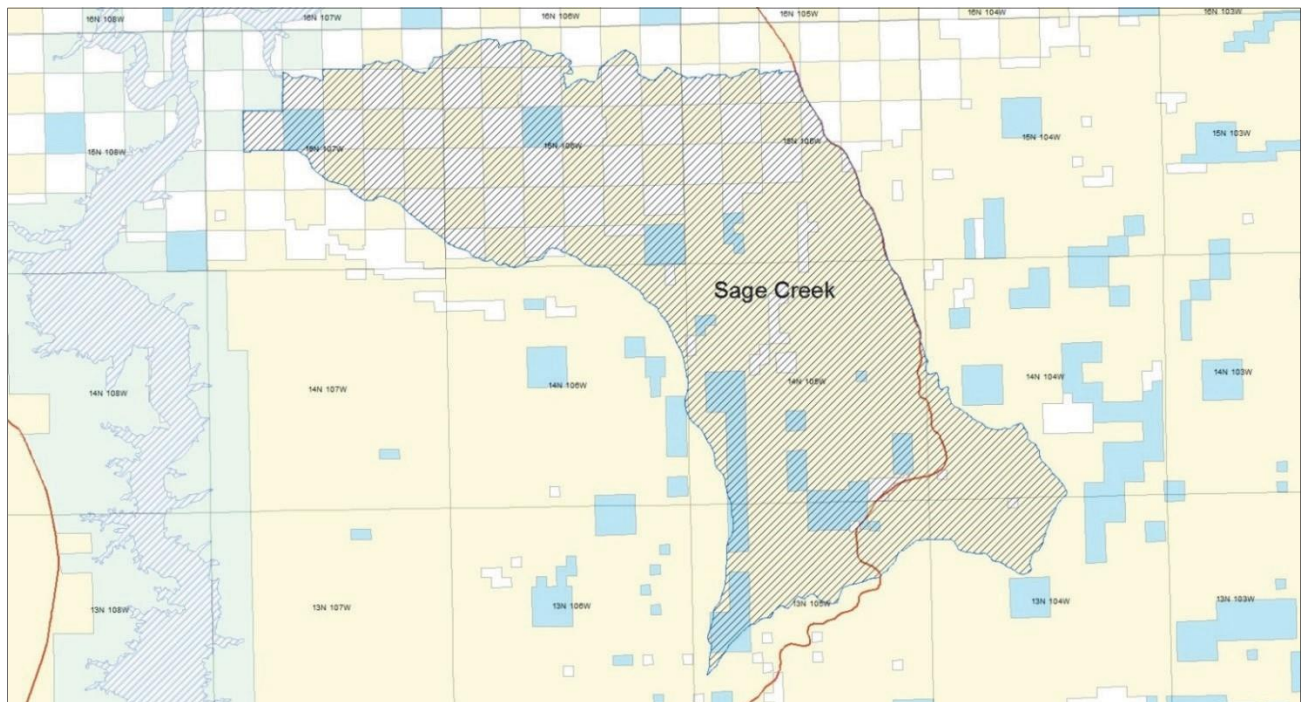 16N 108W
16N 107W
16N 106W
16N 105W
16N 104W
16N 103W
15N 108W
15N 107W
15N 106W
15N 105W
15N 104W
15N 103W
Sage Creek
14N 108W
14N 107W
14N 106W
14N 105W
14N 104W
14N 103W
13N 108W
13N 107W
13N 106W
13N 105W
13N 104W
13N 103W